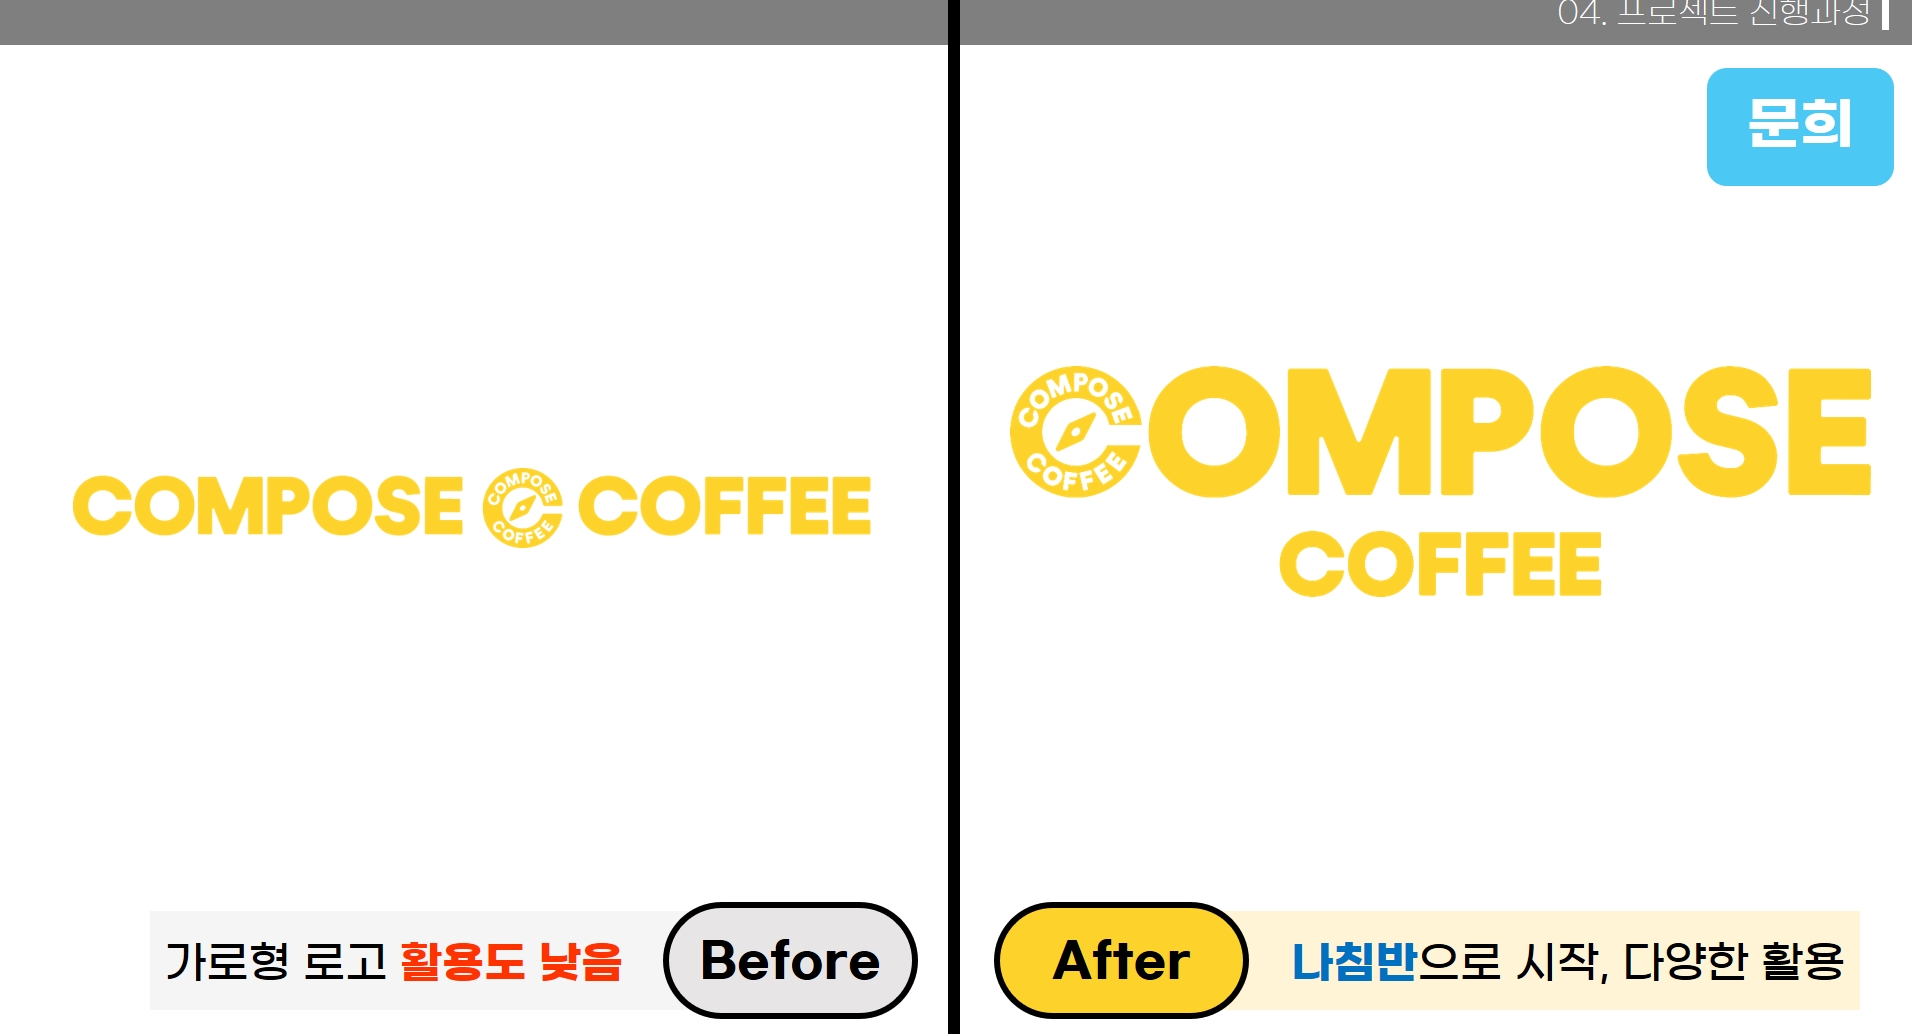 04. 프로젝트 진행과정
문희
COMPOSE COMPOSE COFFEE COFFEE
COMPOSE COFFEE
COMPOSE
COFFEE
가로형 로고 활용도 낮음
Before
After
나침반으로 시작, 다양한 활용